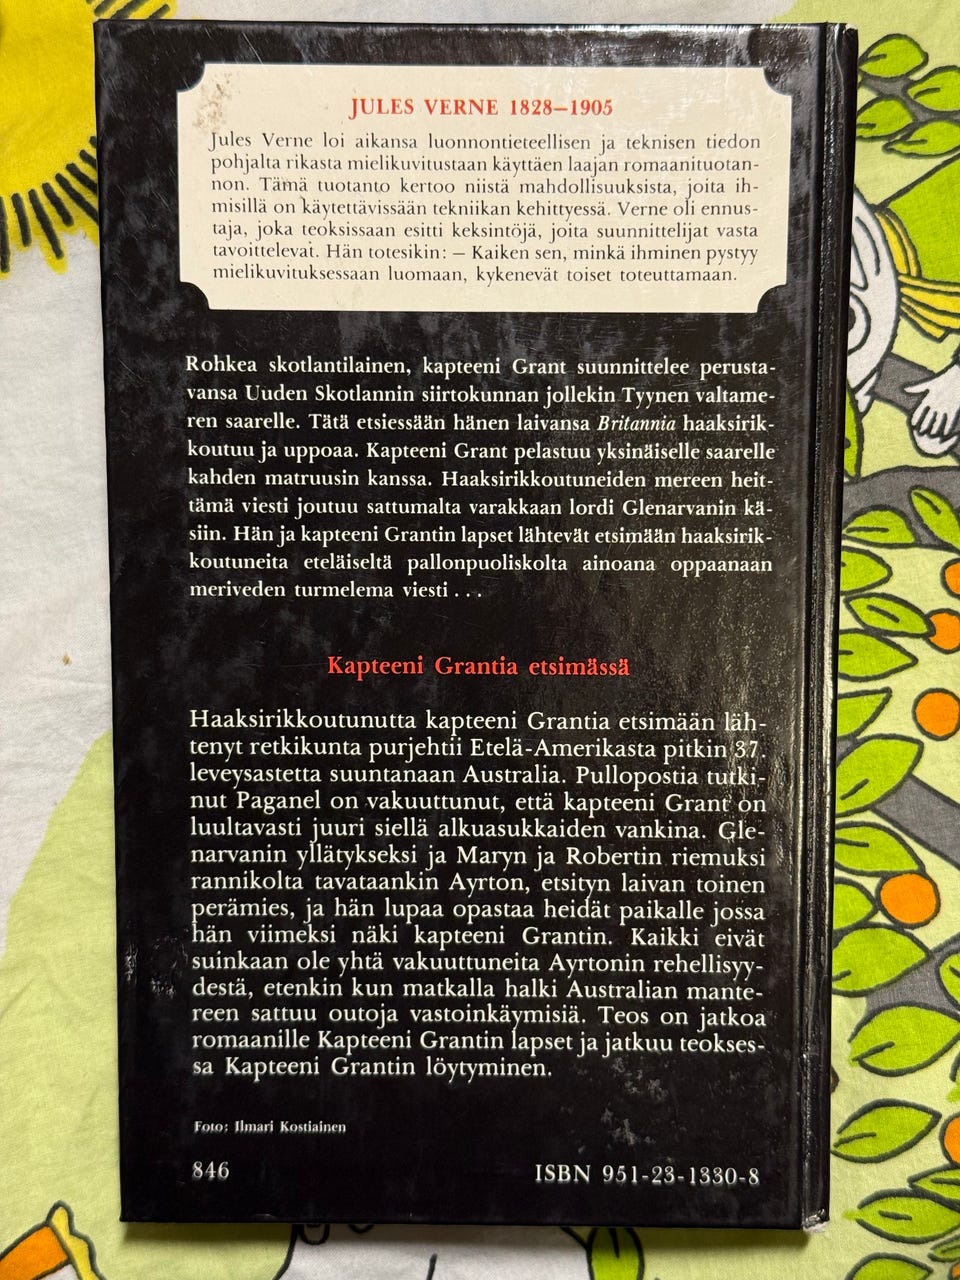 JULES VERNE 1828–1905
Jules Verne loi aikansa luonnontieteellisen ja teknisen tiedon
pohjalta rikasta mielikuvitustaan käyttäen laajan romaanituotan-
non. Tämä tuotanto kertoo niistä mahdollisuuksista, joita ih-
misillä on käytettävissään tekniikan kehittyessä. Verne oli ennus-
taja, joka teoksissaan esitti keksintöjä, joita suunnittelijat vasta
tavoittelevat. Hän totesikin: – Kaiken sen, minkä ihminen pystyy
mielikuvituksessaan luomaan, kykenevät toiset toteuttamaan.
Rohkea skotlantilainen, kapteeni Grant suunnittelee perusta-
vansa Uuden Skotlannin siirtokunnan jollekin Tyynen valtame-
ren saarelle. Tätä etsiessään hänen laivansa Britannia haaksirik-
koutuu ja uppoaa. Kapteeni Grant pelastuu yksinäiselle saarelle
kahden matruusin kanssa. Haaksirikkoutuneiden mereen heit-
tämä viesti joutuu sattumalta varakkaan lordi Glenarvanin kä-
siin. Hän ja kapteeni Grantin lapset lähtevät etsimään haaksirik-
koutuneita eteläiseltä pallonpuoliskolta ainoana oppaanaan
meriveden turmelema viesti . . .
Kapteeni Grantia etsimässä
Haaksirikkoutunutta kapteeni Grantia etsimään läh-
tenyt retkikunta purjehtii Etelä-Amerikasta pitkin 37.
leveysastetta suuntanaan Australia. Pullopostia tutki-
nut Paganel on vakuuttunut, että kapteeni Grant on
luultavasti juuri siellä alkuasukkaiden vankina. Gle-
narvanin yllätykseksi ja Maryn ja Robertin riemuksi
rannikolta tavataankin Ayrton, etsityn laivan toinen
perämies, ja hän lupaa opastaa heidät paikalle jossa
hän viimeksi näki kapteeni Grantin. Kaikki eivät
suinkaan ole yhtä vakuuttuneita Ayrtonin rehellisyy-
destä, etenkin kun matkalla halki Australian mante-
reen sattuu outoja vastoinkäymisiä. Teos on jatkoa
romaanille Kapteeni Grantin lapset ja jatkuu teokses-
sa Kapteeni Grantin löytyminen.
Foto: Ilmari Kostiainen
846
ISBN 951-23-1330-8